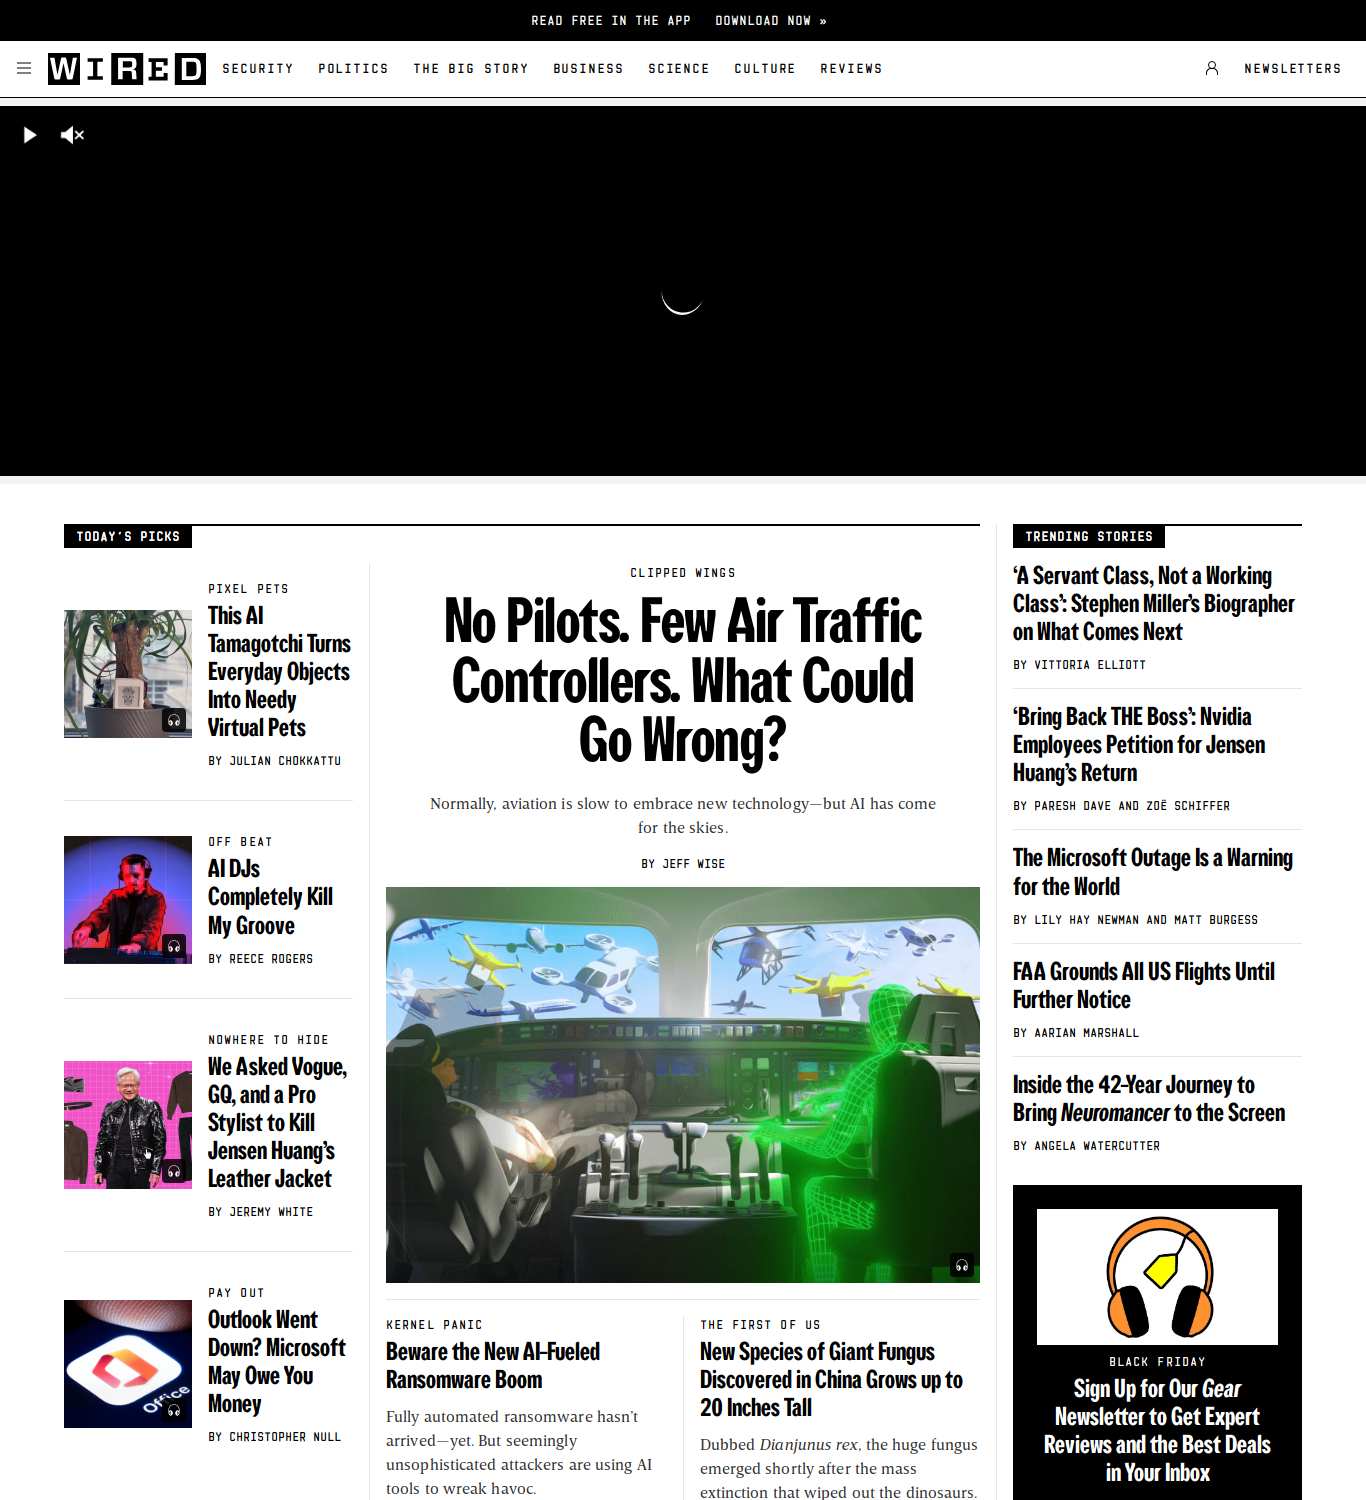 READ FREE IN THE APP DOWNLOAD NOW »
WIRED
SECURITY POLITICS THE BIG STORY BUSINESS SCIENCE CULTURE REVIEWS
NEWSLETTERS
TODAY'S PICKS
PIXEL PETS
This AI
Tamagotchi Turns
Everyday Objects
Into Needy
Virtual Pets
BY JULIAN CHOKKATTU
OFF BEAT
AI DJs
Completely Kill
My Groove
BY REECE ROGERS
NOWHERE TO HIDE
We Asked Vogue,
GQ, and a Pro
Stylist to Kill
Jensen Huang’s
Leather Jacket
BY JEREMY WHITE
Office
PAY OUT
Outlook Went
Down? Microsoft
May Owe You
Money
BY CHRISTOPHER NULL
CLIPPED WINGS
No Pilots. Few Air Traffic
Controllers. What Could
Go Wrong?
Normally, aviation is slow to embrace new technology—but AI has come
for the skies.
BY JEFF WISE
KERNEL PANIC
Beware the New AI-Fueled
Ransomware Boom
Fully automated ransomware hasn’t
arrived—yet. But seemingly
unsophisticated attackers are using AI
tools to wreak havoc.
THE FIRST OF US
New Species of Giant Fungus
Discovered in China Grows up to
20 Inches Tall
Dubbed Dianjunus rex, the huge fungus
emerged shortly after the mass
extinction that wiped out the dinosaurs.
TRENDING STORIES
‘A Servant Class, Not a Working
Class’: Stephen Miller’s Biographer
on What Comes Next
BY VITTORIA ELLIOTT
‘Bring Back THE Boss’: Nvidia
Employees Petition for Jensen
Huang’s Return
BY PARESH DAVE AND ZOË SCHIFFER
The Microsoft Outage Is a Warning
for the World
BY LILY HAY NEWMAN AND MATT BURGESS
FAA Grounds All US Flights Until
Further Notice
BY AARIAN MARSHALL
Inside the 42-Year Journey to
Bring Neuromancer to the Screen
BY ANGELA WATERCUTTER
BLACK FRIDAY
Sign Up for Our Gear
Newsletter to Get Expert
Reviews and the Best Deals
in Your Inbox